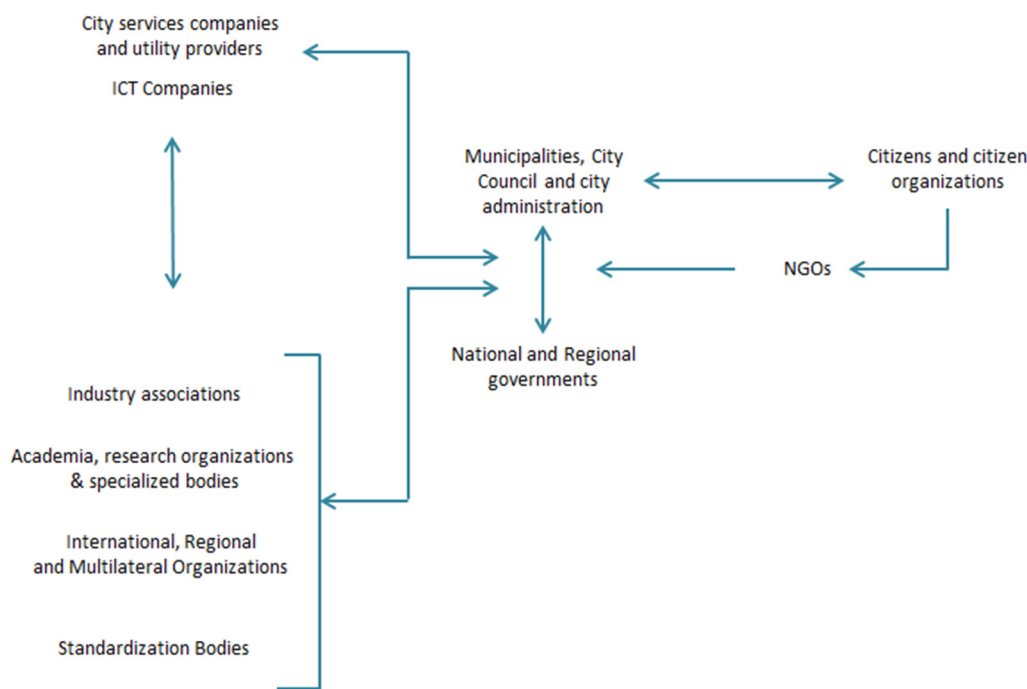 City services companies
and utility providers
ICT Companies
Municipalities, City
Council and city
administration
Citizens and citizen
organizations
NGOs
National and Regional
governments
Industry associations
Academia, research organizations
& specialized bodies
International, Regional
and Multilateral Organizations
Standardization Bodies